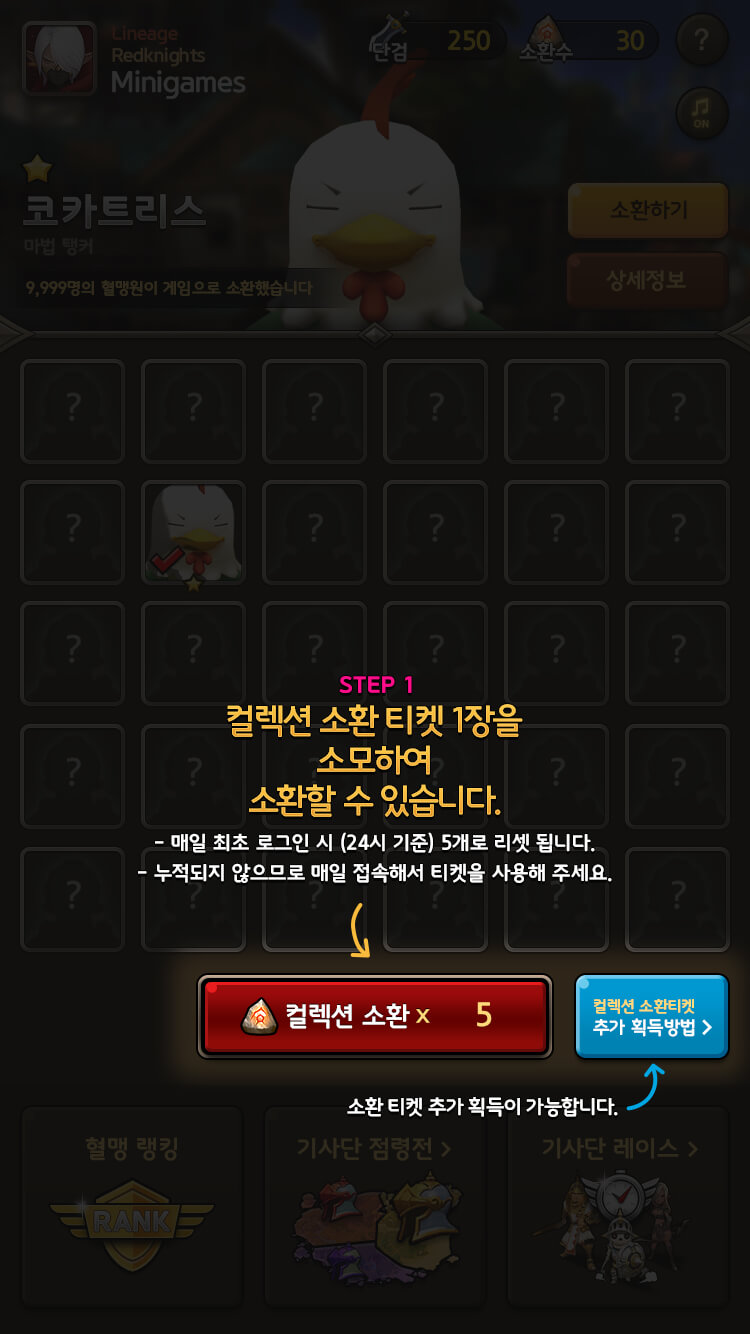 Lineage
Redknights
Minigames
단검 250
소환수 30
?
ON
코카트리스
마법 탱커
9,999명의 혈맹원이 게임으로 소환했습니다
소환하기
상세정보
? ? ? ? ? ?
? ? ? ? ?
? ? ? ? ? ?
STEP 1
컬렉션 소환 티켓 1장을
소모하여
소환할 수 있습니다.
? ? ? ? ? ?
- 매일 최초 로그인 시 (24시 기준) 5개로 리셋 됩니다.
- 누적되지 않으므로 매일 접속해서 티켓을 사용해 주세요.
? ? ? ? ? ?
컬렉션 소환 x 5
컬렉션 소환티켓
추가 획득방법 >
소환 티켓 추가 획득이 가능합니다.
혈맹 랭킹
RANK
기사단 점령전 >
기사단 레이스 >